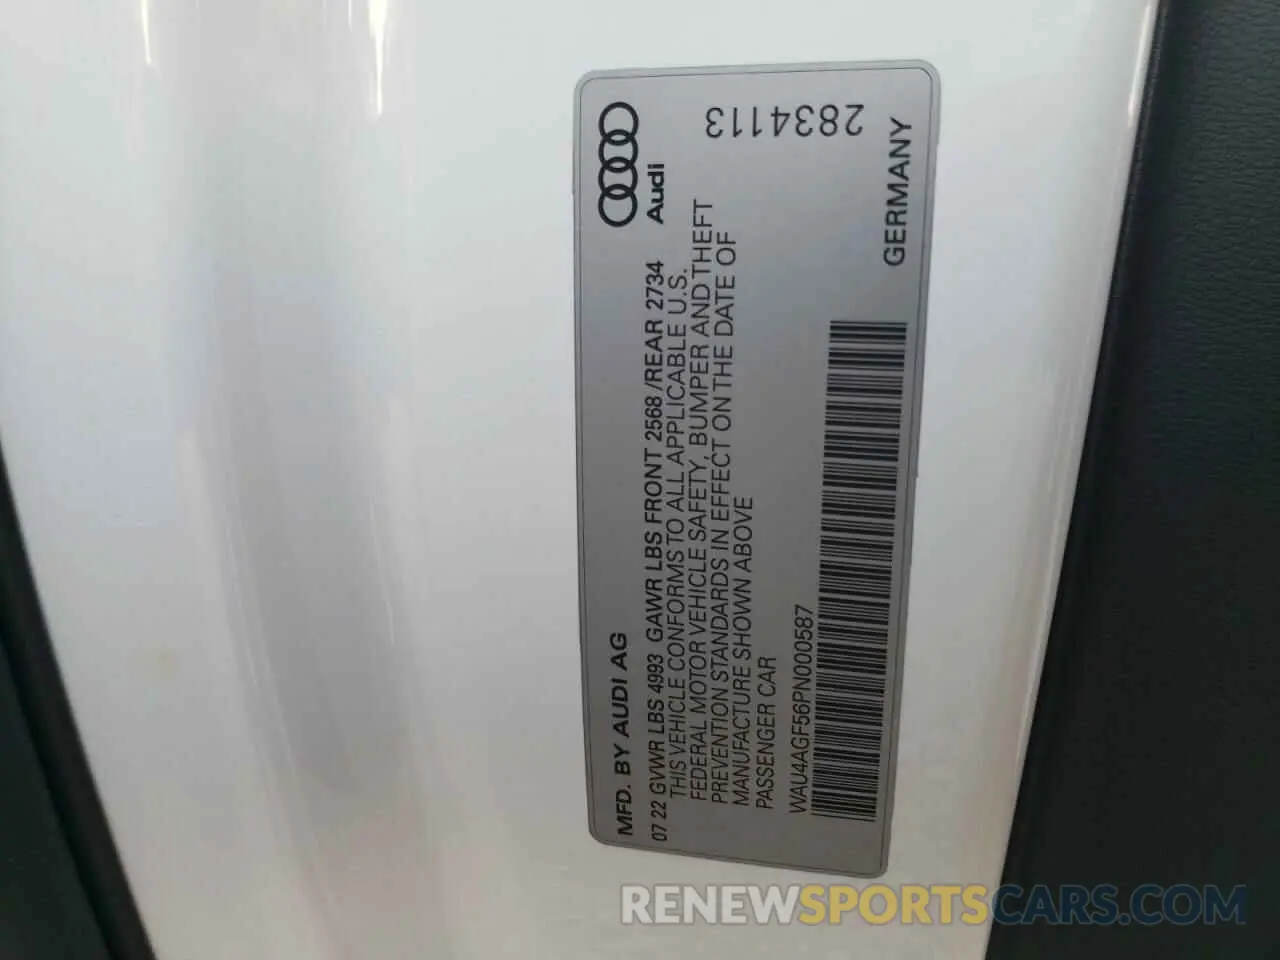 MFD. BY AUDI AG
Audi
07 22 GVWR LBS 4993 GAWR LBS FRONT 2568 /REAR 2734
THIS VEHICLE CONFORMS TO ALL APPLICABLE U.S.
FEDERAL MOTOR VEHICLE SAFETY, BUMPER AND THEFT
PREVENTION STANDARDS IN EFFECT ON THE DATE OF
MANUFACTURE SHOWN ABOVE
PASSENGER CAR
WAU4AGF56PN000587
GERMANY
2834113
RENEWSPORTSCARS.COM